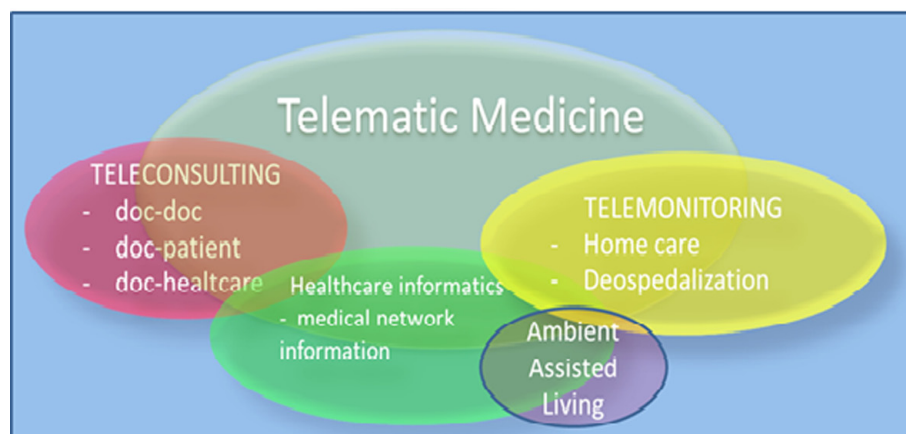 Telematic Medicine
TELECONSULTING
- doc-doc
- doc-patient
- doc-healtcare
Healthcare informatics
- medical network
information
TELEMONITORING
- Home care
- Deospedalization
Ambient
Assisted
Living